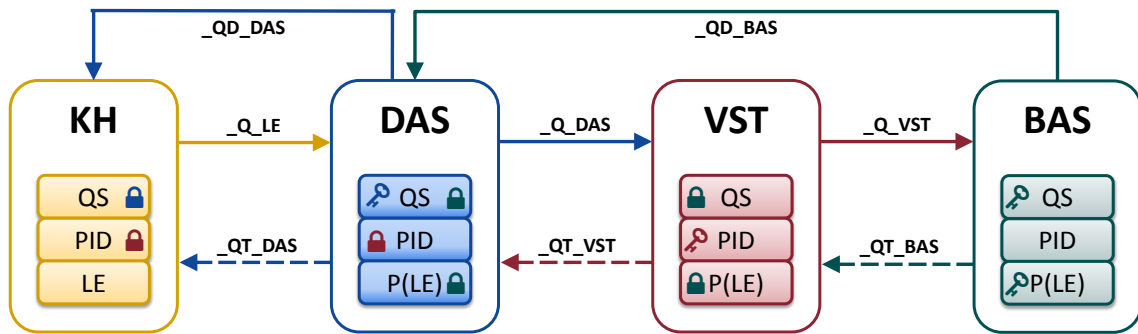 _QD_DAS
_QD_BAS
KH
_Q_LE
DAS
_Q_DAS
VST
_Q_VST
BAS
QS
QS
QS
QS
PID
PID
PID
PID
_QT_DAS
_QT_VST
_QT_BAS
LE
P(LE)
P(LE)
P(LE)